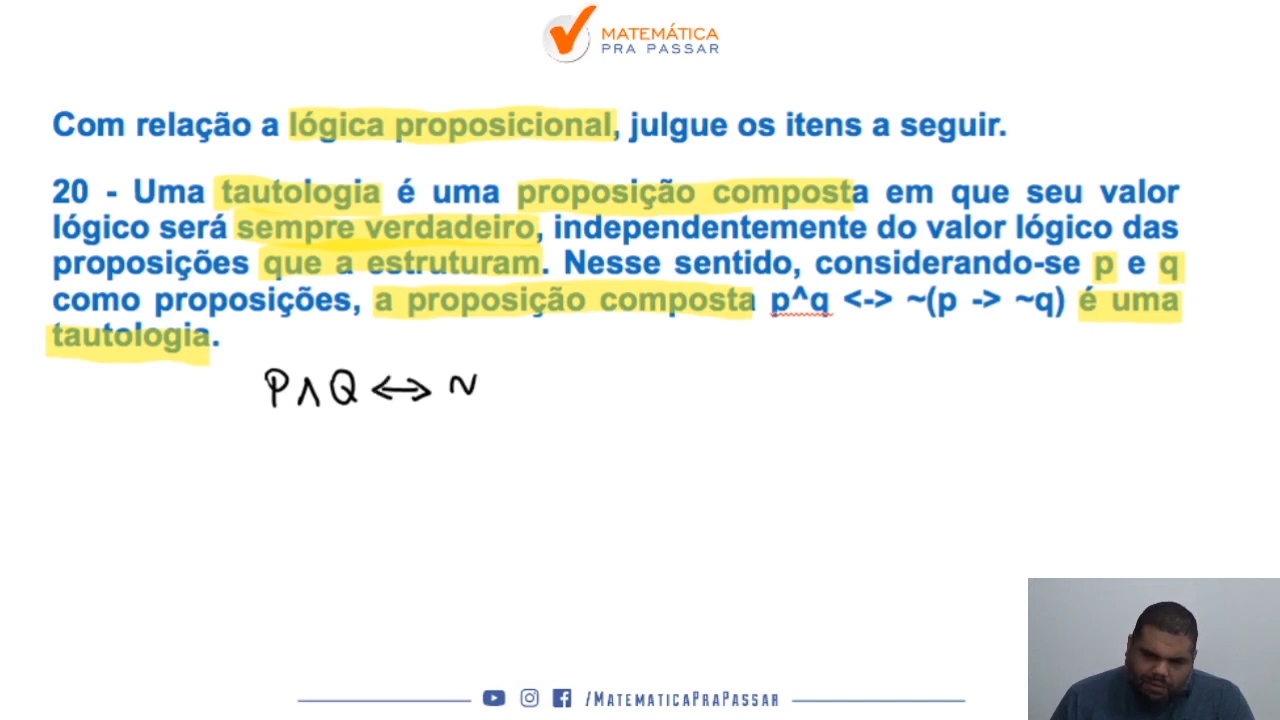 MATEMÁTICA
PRA PASSAR
Com relação a lógica proposicional, julgue os itens a seguir.
20 - Uma tautologia é uma proposição composta em que seu valor
lógico será sempre verdadeiro, independentemente do valor lógico das
proposições que a estruturam. Nesse sentido, considerando-se p e q
como proposições, a proposição composta p^q <-> ~(p -> ~q) é uma
tautologia.
P∧Q ⟷ ~
/MATEMATICAPRAPASSAR